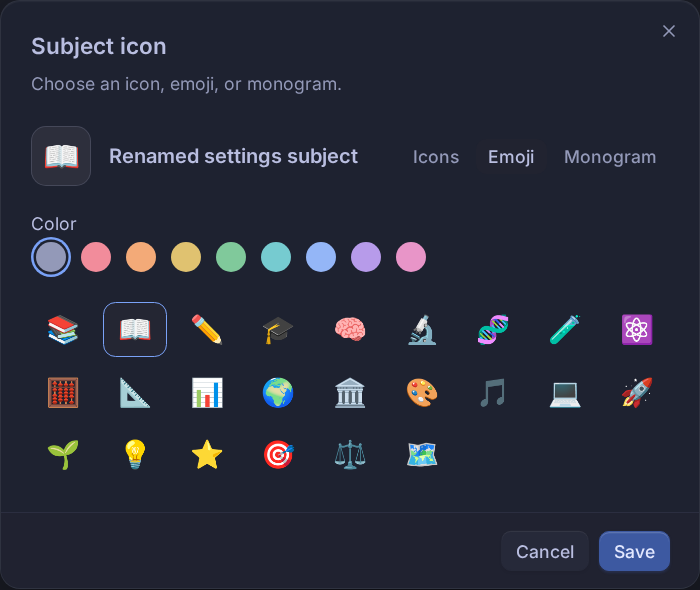 Subject icon
Choose an icon, emoji, or monogram.
Renamed settings subject
Icons Emoji Monogram
Color
Cancel Save